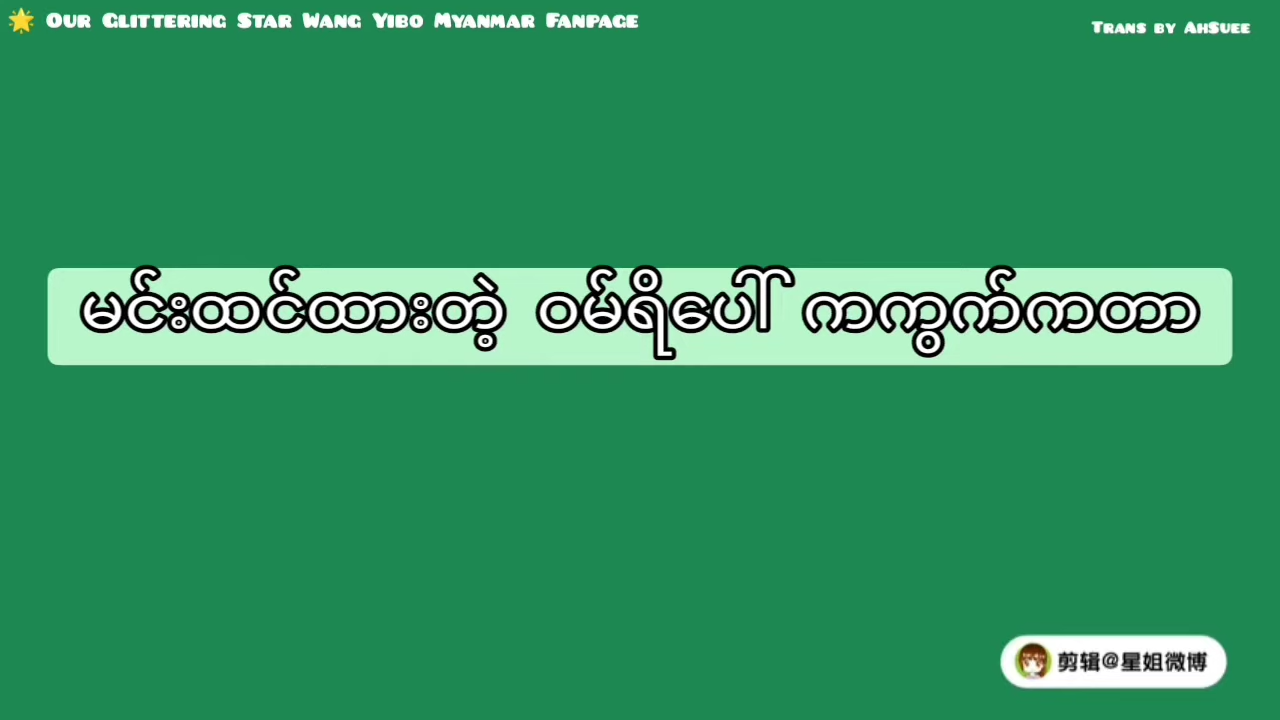 🌟 Our Glittering Star Wang Yibo Myanmar Fanpage
Trans by AhSuee
မင်းထင်ထားတဲ့ ဝမ်ရိပေါ် ကကွက်ကတာ
剪辑@星姐微博